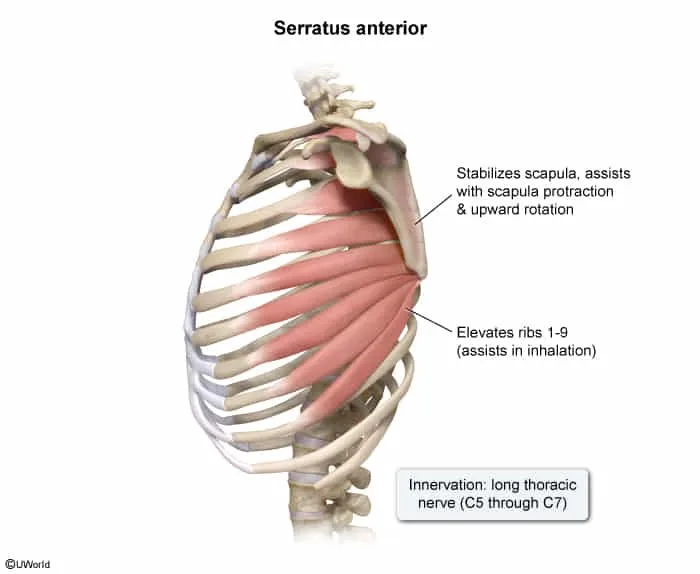 Serratus anterior
Stabilizes scapula, assists
with scapula protraction
& upward rotation
Elevates ribs 1-9
(assists in inhalation)
Innervation: long thoracic
nerve (C5 through C7)
©UWorld